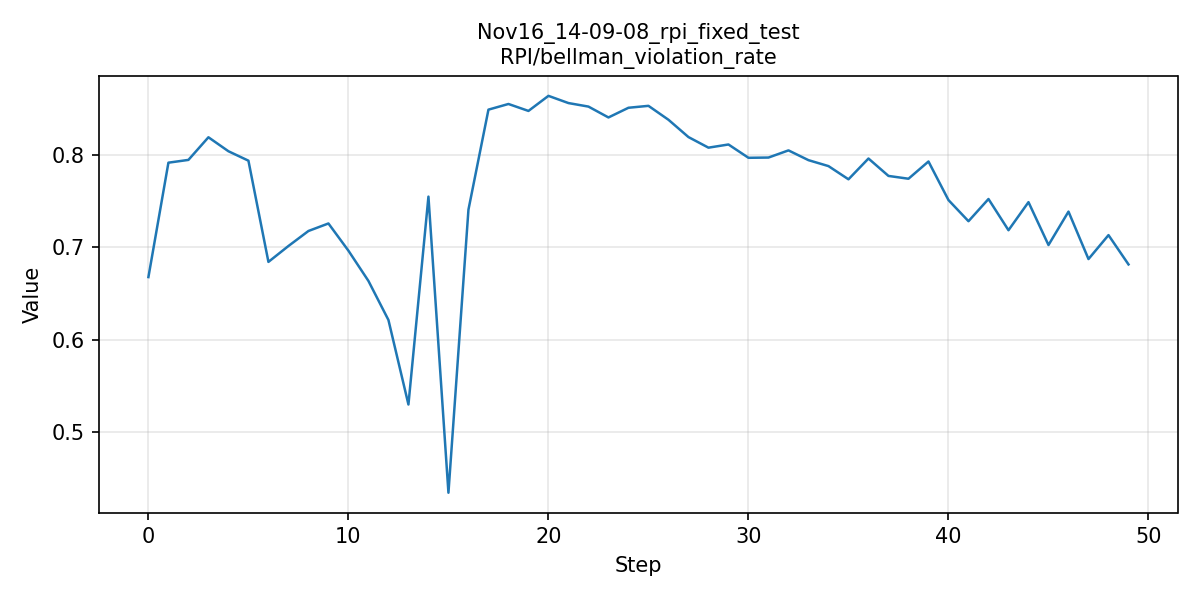 Nov16_14-09-08_rpi_fixed_test
RPI/bellman_violation_rate
Value
0.8
0.7
0.6
0.5
0 10 20 30 40 50
Step